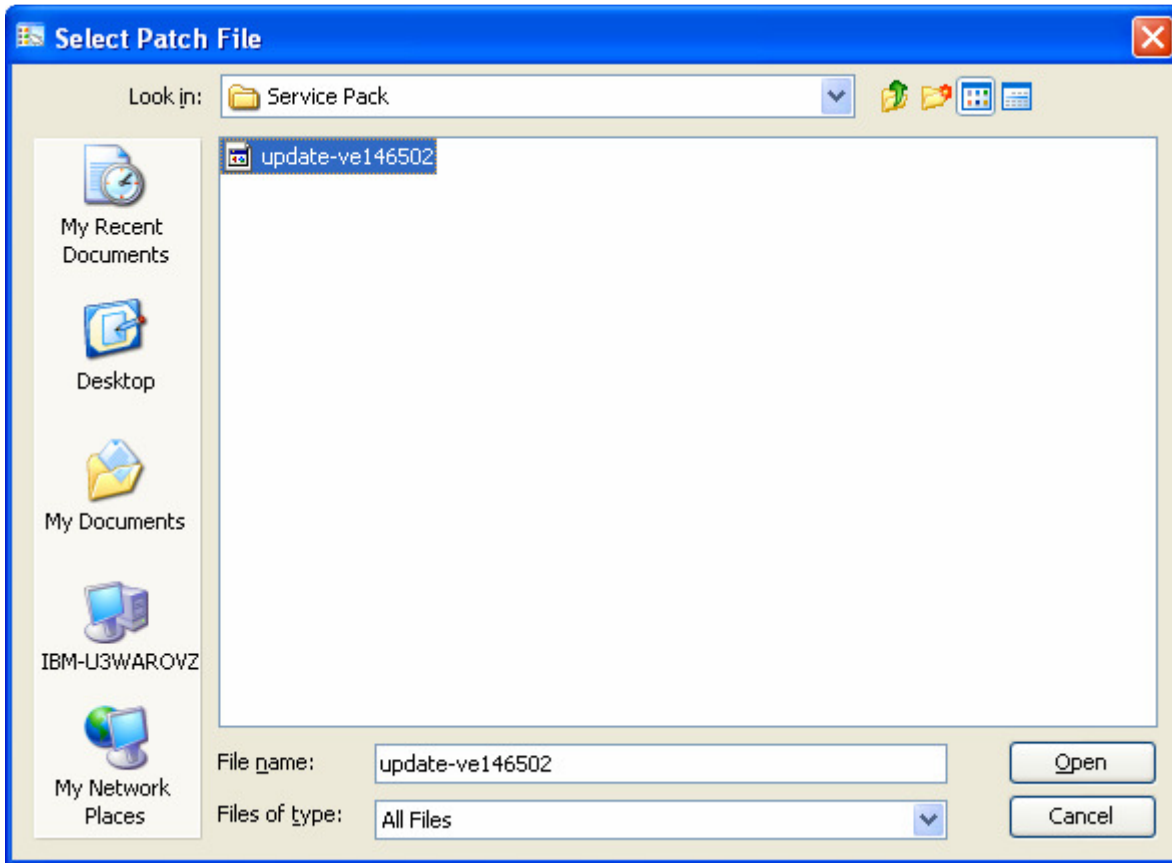 Select Patch File
Look in:
Service Pack
update-ve146502
My Recent
Documents
Desktop
My Documents
IBM-U3WAROVZ
My Network
Places
File name:
update-ve146502
Open
Files of type:
All Files
Cancel